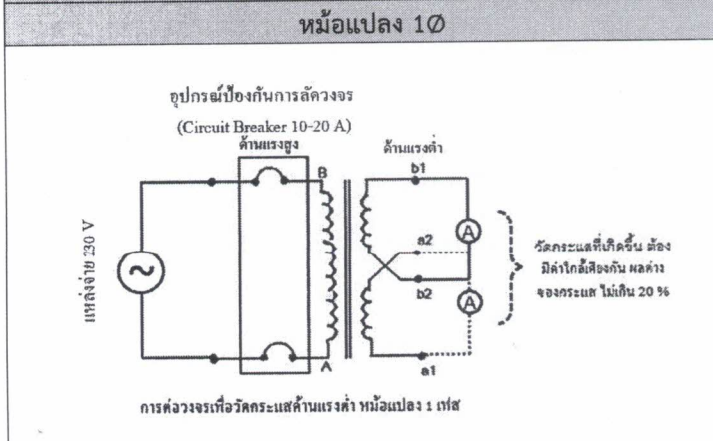 หม้อแปลง 1Ø
อุปกรณ์ป้องกันการลัดวงจร
(Circuit Breaker 10-20 A)
ด้านแรงสูง
ด้านแรงต่ำ
B
b1
a2
A
แหล่งจ่าย 230 V
~
b2
A
A
a1
วัดกระแสที่เกิดขึ้น ต้อง
มีค่าใกล้เคียงกัน ผลต่าง
ของกระแส ไม่เกิน 20 %
การต่อวงจรเพื่อวัดกระแสด้านแรงต่ำ หม้อแปลง 1 เฟส